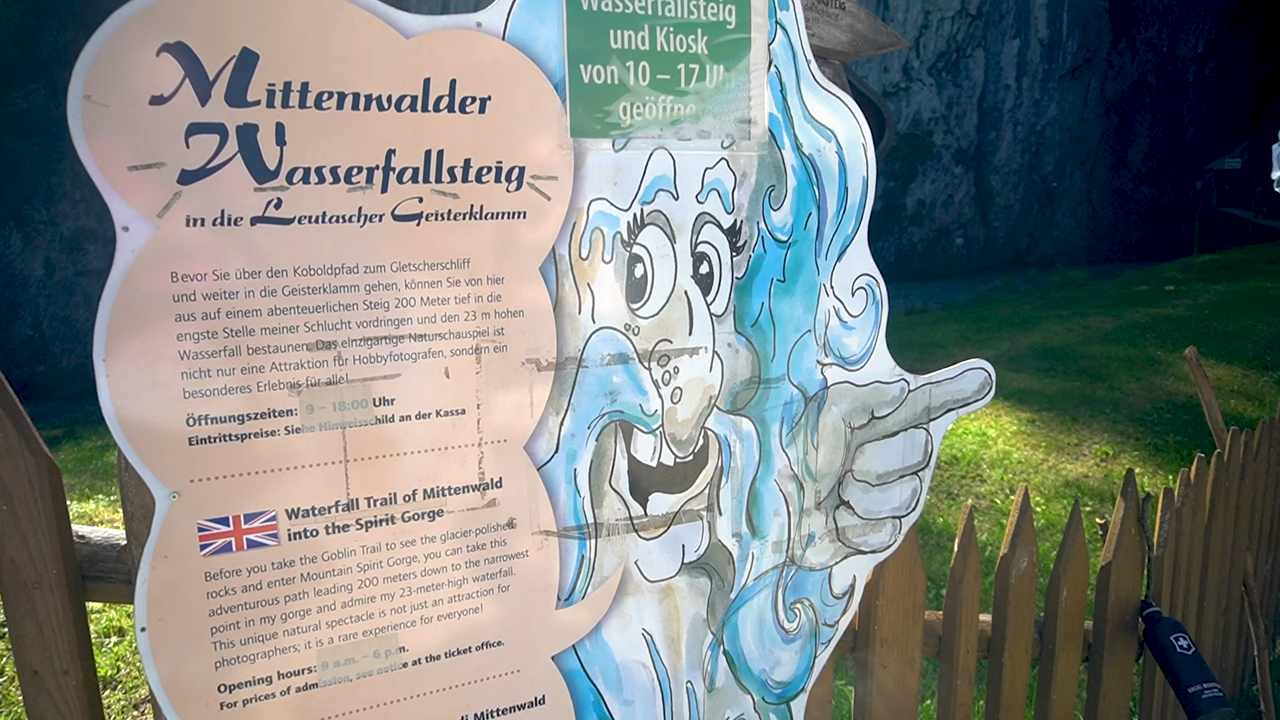 Mittenwalder
Wasserfallsteig
in die Leutascher Geisterklamm
Bevor Sie über den Koboldpfad zum Gletscherschliff
und weiter in die Geisterklamm gehen, können Sie von hier
aus auf einem abenteuerlichen Steig 200 Meter tief in die
engste Stelle meiner Schlucht vordringen und den 23 m hohen
Wasserfall bestaunen. Das einzigartige Naturschauspiel ist
nicht nur eine Attraktion für Hobbyfotografen, sondern ein
besonderes Erlebnis für alle!
Öffnungszeiten: 9 – 18:00 Uhr
Eintrittspreise: Siehe Hinweisschild an der Kassa
Waterfall Trail of Mittenwald
into the Spirit Gorge
Before you take the Goblin Trail to see the glacier-polished
rocks and enter Mountain Spirit Gorge, you can take this
adventurous path leading 200 meters down to the narrowest
point in my gorge and admire my 23-meter-high waterfall.
This unique natural spectacle is not just an attraction for
photographers; it is a rare experience for everyone!
Opening hours: 9 a.m. – 6 p.m.
For prices of admission, see notice at the ticket office.
di Mittenwald
Wasserfallsteig
und Kiosk
von 10 – 17 U
geöffne